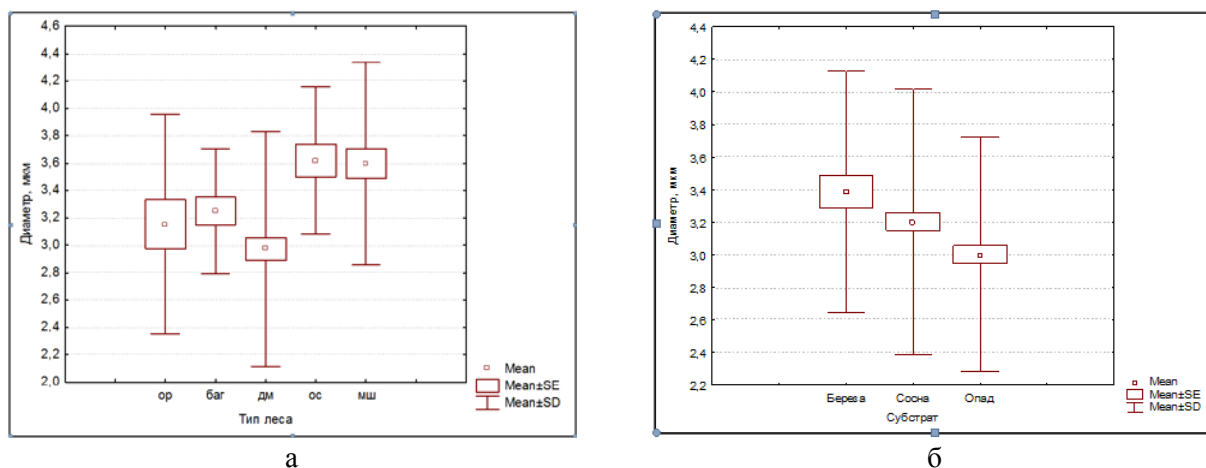 4,6
4,4
4,2
4,0
3,8
3,6
3,4
3,2
3,0
2,8
2,6
2,4
2,2
2,0
Диаметр, мкм
ор баг дм ос мш
Тип леса
Mean
Mean±SE
Mean±SD
а
4,4
4,2
4,0
3,8
3,6
3,4
3,2
3,0
2,8
2,6
2,4
2,2
Диаметр, мкм
Береза Сосна Опад
Субстрат
Mean
Mean±SE
Mean±SD
б